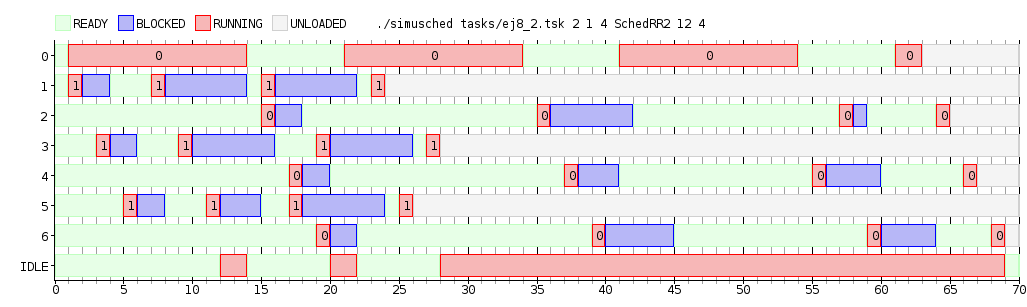 READY BLOCKED RUNNING UNLOADED ./simusched tasks/ej8_2.tsk 2 1 4 SchedRR2 12 4
0 0 0 0 0
1 1 1 1 1
2 0 0 0 0
3 1 1 1 1
4 0 0 0 0
5 1 1 1 1
6 0 0 0 0
IDLE
0 5 10 15 20 25 30 35 40 45 50 55 60 65 70